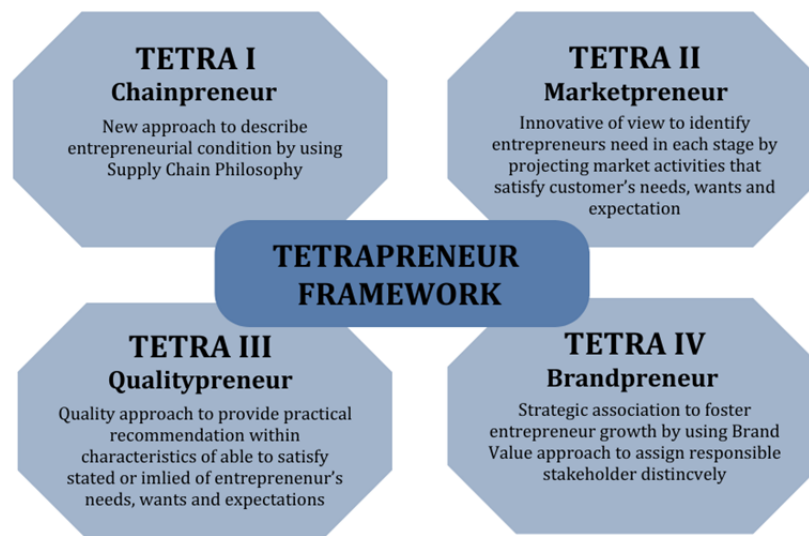 TETRA I
Chainpreneur
New approach to describe
entrepreneurial condition by using
Supply Chain Philosophy
TETRA II
Marketpreneur
Innovative of view to identify
entrepreneurs need in each stage by
projecting market activities that
satisfy customer's needs, wants and
expectation
TETRAPRENEUR
FRAMEWORK
TETRA III
Qualitypreneur
Quality approach to provide practical
recommendation within
characteristics of able to satisfy
stated or imlied of entreprenenur's
needs, wants and expectations
TETRA IV
Brandpreneur
Strategic association to foster
entrepreneur growth by using Brand
Value approach to assign responsible
stakeholder distincvely